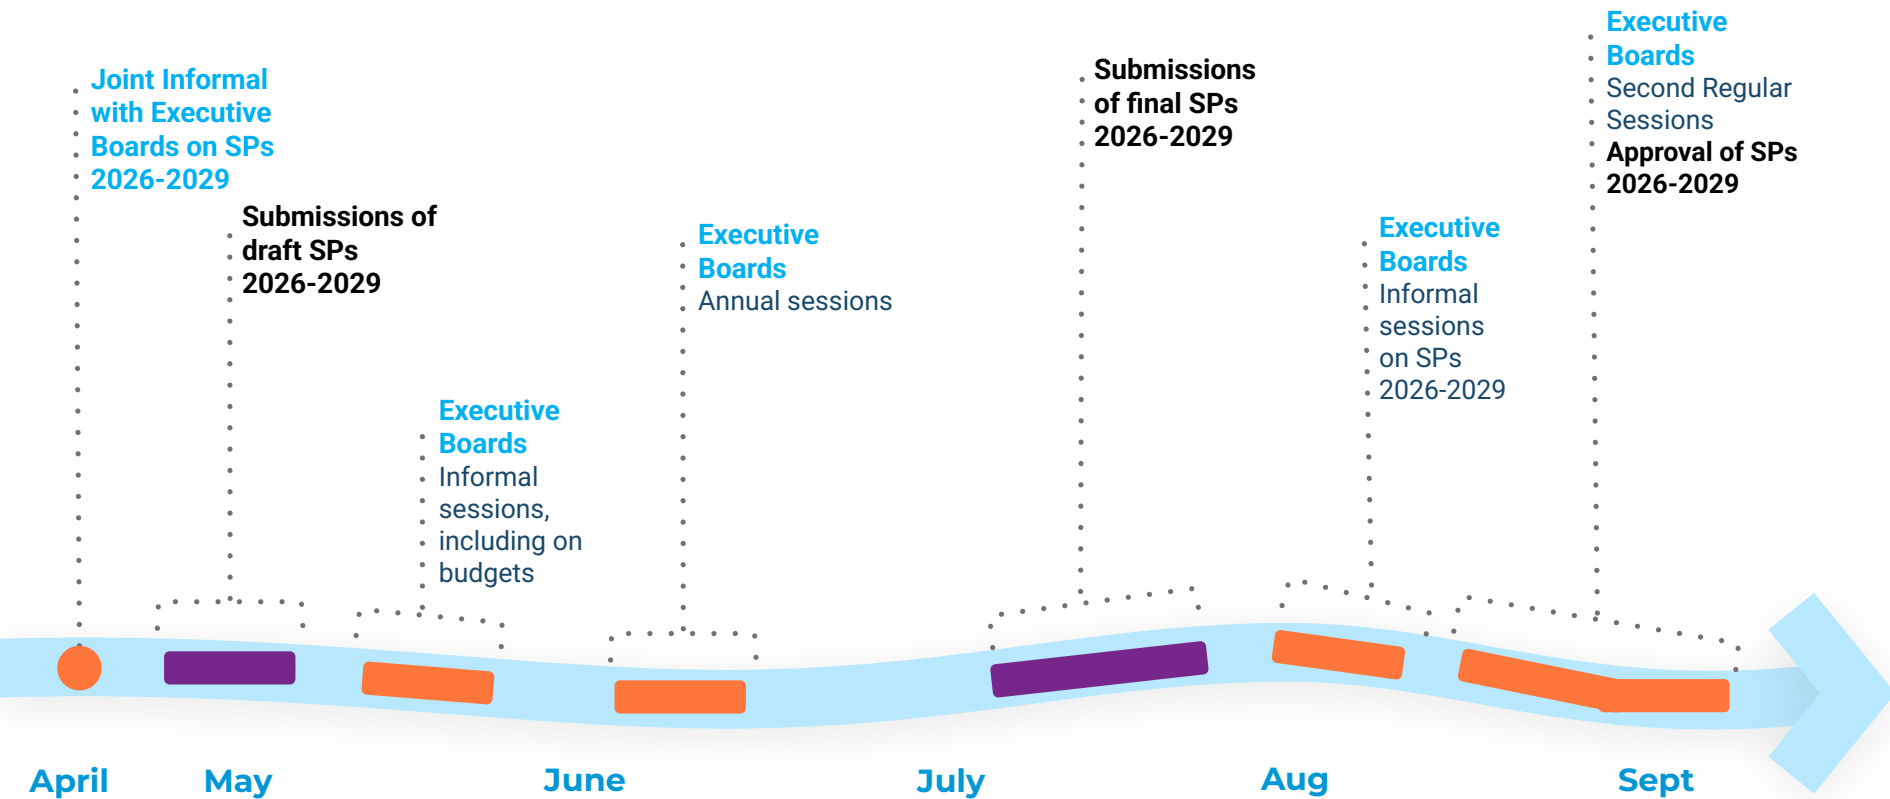 Joint Informal
with Executive
Boards on SPs
2026-2029
Submissions of
draft SPs
2026-2029
Executive
Boards
Informal
sessions,
including on
budgets
Executive
Boards
Annual sessions
Submissions
of final SPs
2026-2029
Executive
Boards
Informal
sessions
on SPs
2026-2029
Executive
Boards
Second Regular
Sessions
Approval of SPs
2026-2029
April
May
June
July
Aug
Sept